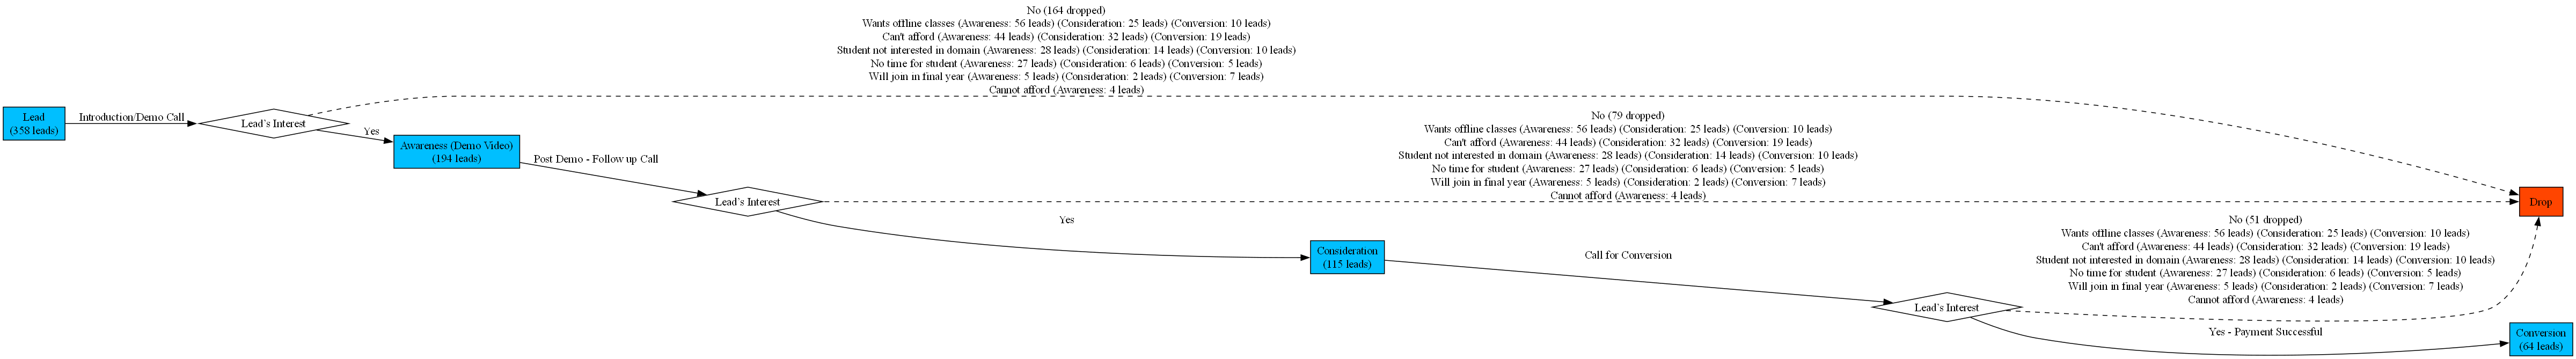 No (164 dropped)
Wants offline classes (Awareness: 56 leads) (Consideration: 25 leads) (Conversion: 10 leads)
Can't afford (Awareness: 44 leads) (Consideration: 32 leads) (Conversion: 19 leads)
Student not interested in domain (Awareness: 28 leads) (Consideration: 14 leads) (Conversion: 10 leads)
No time for student (Awareness: 27 leads) (Consideration: 6 leads) (Conversion: 5 leads)
Will join in final year (Awareness: 5 leads) (Consideration: 2 leads) (Conversion: 7 leads)
Cannot afford (Awareness: 4 leads)
Lead
(358 leads)
Introduction/Demo Call
Lead's Interest
Yes
Awareness (Demo Video)
(194 leads)
Post Demo - Follow up Call
Lead's Interest
No (79 dropped)
Wants offline classes (Awareness: 56 leads) (Consideration: 25 leads) (Conversion: 10 leads)
Can't afford (Awareness: 44 leads) (Consideration: 32 leads) (Conversion: 19 leads)
Student not interested in domain (Awareness: 28 leads) (Consideration: 14 leads) (Conversion: 10 leads)
No time for student (Awareness: 27 leads) (Consideration: 6 leads) (Conversion: 5 leads)
Will join in final year (Awareness: 5 leads) (Consideration: 2 leads) (Conversion: 7 leads)
Cannot afford (Awareness: 4 leads)
Drop
Yes
Consideration
(115 leads)
Call for Conversion
Lead's Interest
No (51 dropped)
Wants offline classes (Awareness: 56 leads) (Consideration: 25 leads) (Conversion: 10 leads)
Can't afford (Awareness: 44 leads) (Consideration: 32 leads) (Conversion: 19 leads)
Student not interested in domain (Awareness: 28 leads) (Consideration: 14 leads) (Conversion: 10 leads)
No time for student (Awareness: 27 leads) (Consideration: 6 leads) (Conversion: 5 leads)
Will join in final year (Awareness: 5 leads) (Consideration: 2 leads) (Conversion: 7 leads)
Cannot afford (Awareness: 4 leads)
Yes - Payment Successful
Conversion
(64 leads)